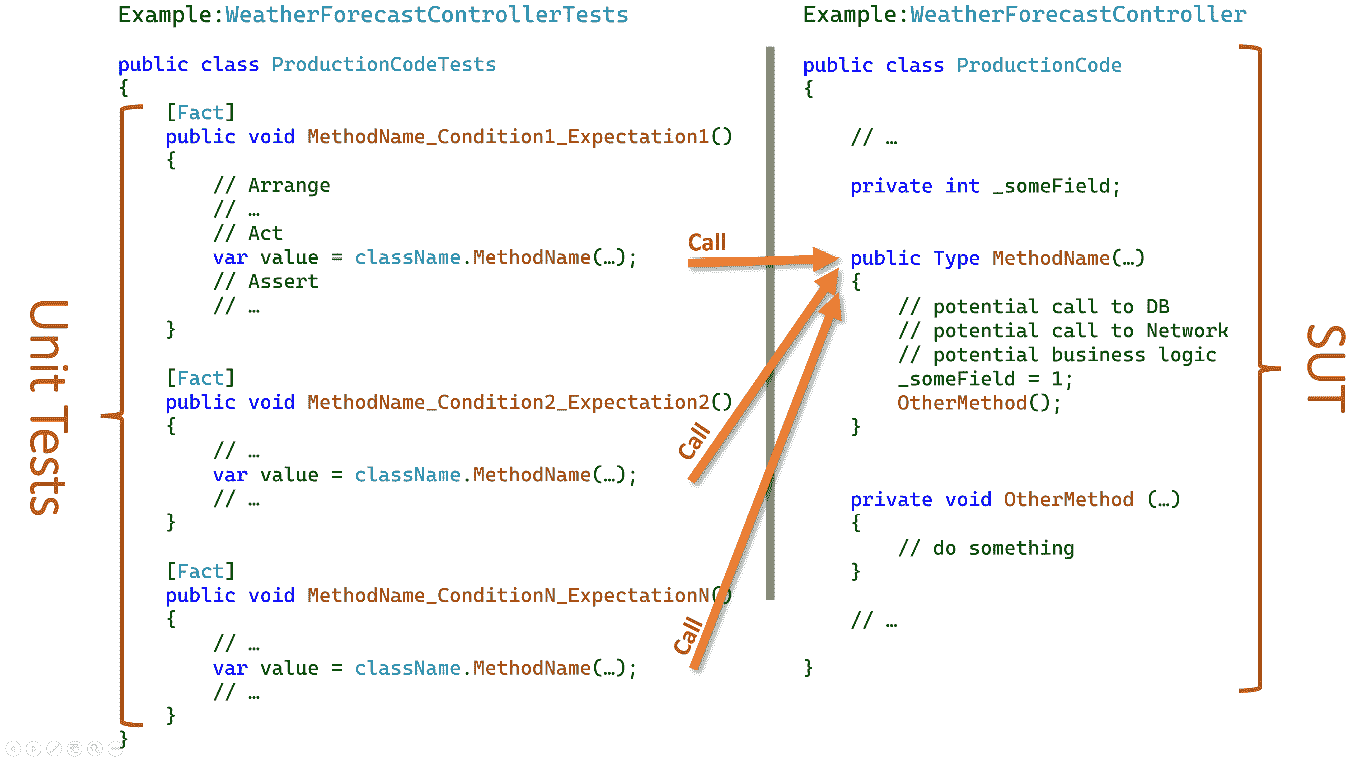 Example:WeatherForecastControllerTests
public class ProductionCodeTests
{
[Fact]
public void MethodName_Condition1_Expectation1()
{
// Arrange
// …
// Act
var value = className.MethodName(…);
// Assert
// …
}
[Fact]
public void MethodName_Condition2_Expectation2()
{
// …
var value = className.MethodName(…);
// …
}
[Fact]
public void MethodName_ConditionN_ExpectationN()
{
// …
var value = className.MethodName(…);
// …
}
}
Unit Tests
Call
Call
Call
Example:WeatherForecastController
public class ProductionCode
{
// …
private int _someField;
public Type MethodName(…)
{
// potential call to DB
// potential call to Network
// potential business logic
_someField = 1;
OtherMethod();
}
private void OtherMethod (…)
{
// do something
}
// …
}
SUT